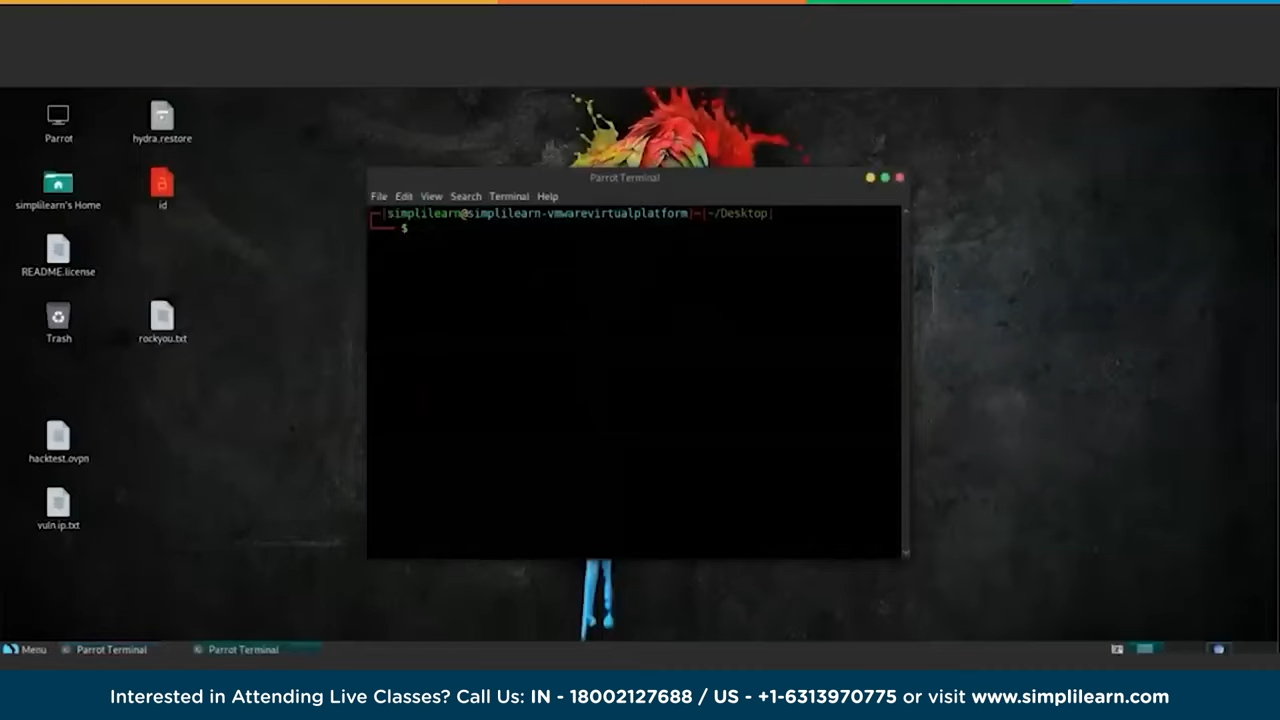 Parrot
hydra.restore
simplilearn's Home
id
README.license
Trash
rockyou.txt
hacktest.ovpn
vuln.ip.txt
Parrot Terminal
File Edit View Search Terminal Help
[simplilearn@simplilearn-vmwarevirtualplatform]-[~/Desktop]
$
Menu Parrot Terminal Parrot Terminal
Interested in Attending Live Classes? Call Us: IN - 18002127688 / US - +1-6313970775 or visit www.simplilearn.com